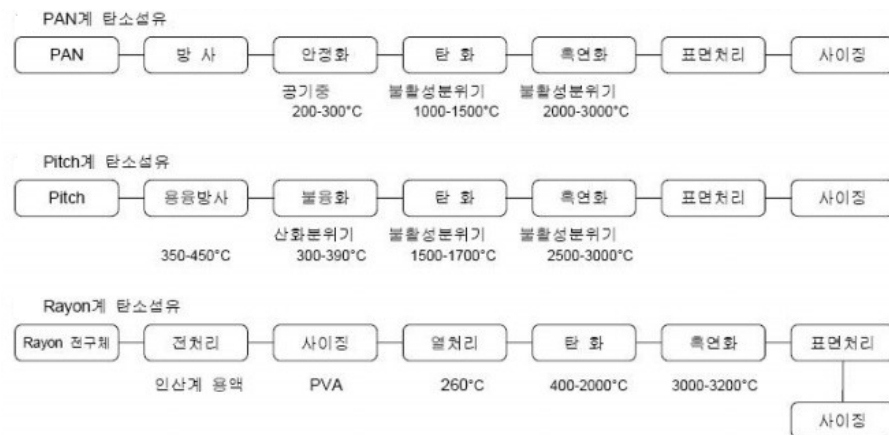 PAN계 탄소섬유
PAN 방 사 안정화 탄 화 흑연화 표면처리 사이징
공기중 불활성분위기 불활성분위기
200-300°C 1000-1500°C 2000-3000°C
Pitch계 탄소섬유
Pitch 용융방사 불융화 탄 화 흑연화 표면처리 사이징
산화분위기 불활성분위기 불활성분위기
350-450°C 300-390°C 1500-1700°C 2500-3000°C
Rayon계 탄소섬유
Rayon 전구체 전처리 사이징 열처리 탄 화 흑연화 표면처리
인산계 용액 PVA 260°C 400-2000°C 3000-3200°C
사이징